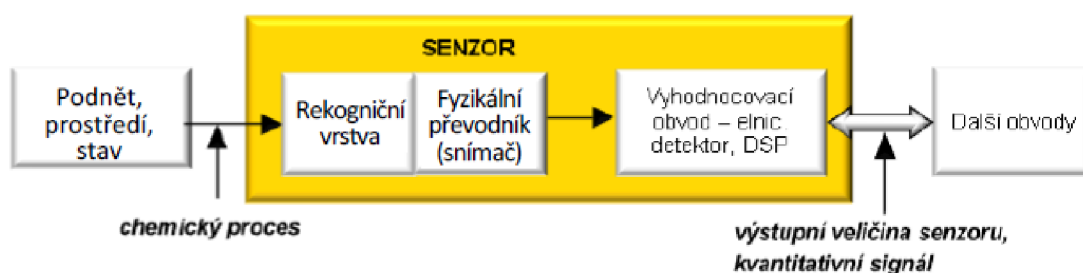 SENZOR
Podnět,
prostředí,
stav
Rekogniční
vrstva
Fyzikální
převodník
(snímač)
Vyhodnocovací
obvod – elnic.
detektor, DSP
Další obvody
chemický proces
výstupní veličina senzoru,
kvantitativní signál